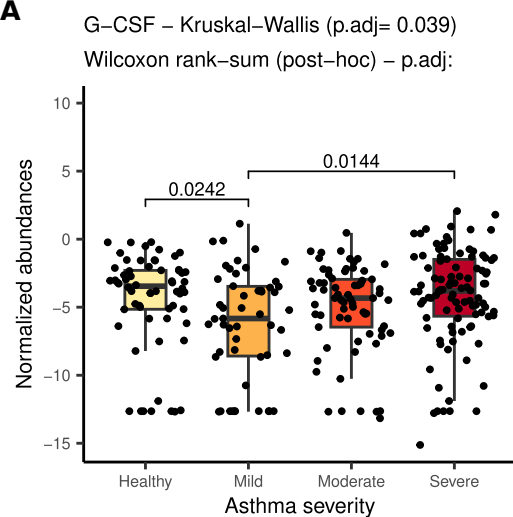 A
G−CSF − Kruskal−Wallis (p.adj= 0.039)
Wilcoxon rank−sum (post−hoc) − p.adj:
Normalized abundances
10
5
0
−5
−10
−15
0.0242
0.0144
Healthy Mild Moderate Severe
Asthma severity